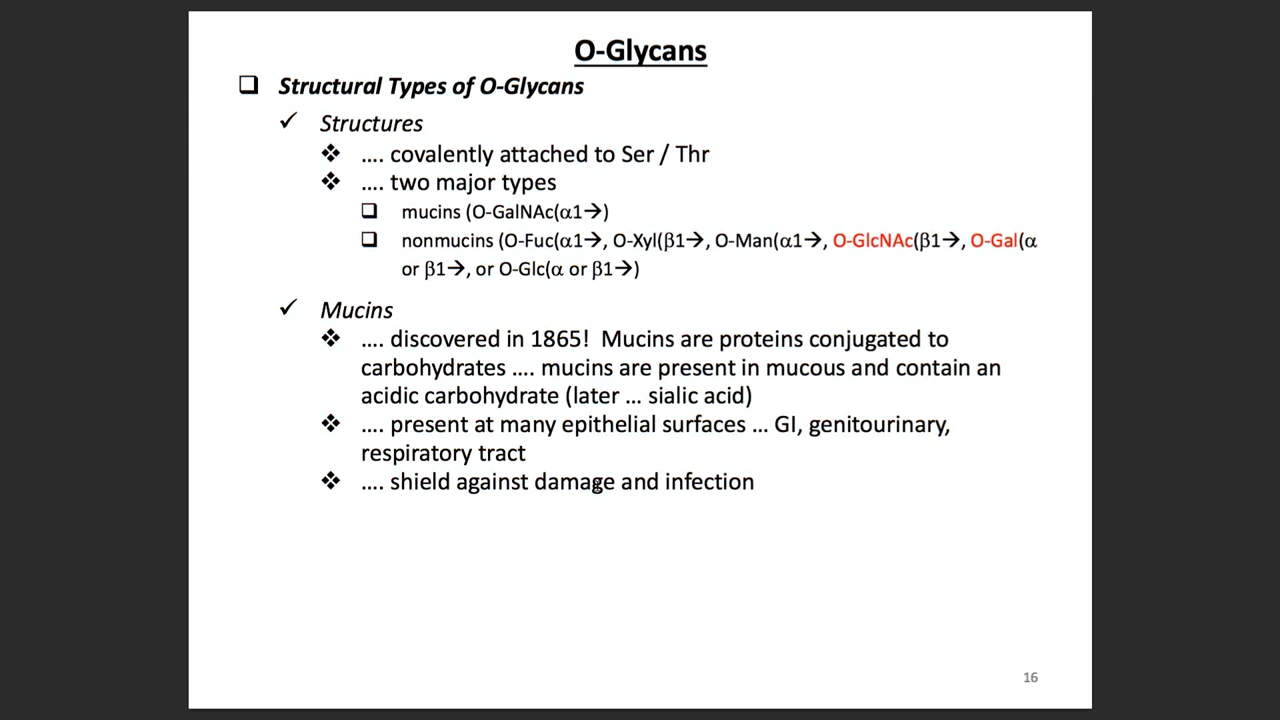 O-Glycans
❑ Structural Types of O-Glycans
✓ Structures
❖ .... covalently attached to Ser / Thr
❖ .... two major types
❑ mucins (O-GalNAc(α1→)
❑ nonmucins (O-Fuc(α1→, O-Xyl(β1→, O-Man(α1→, O-GlcNAc(β1→, O-Gal(α
or β1→, or O-Glc(α or β1→)
✓ Mucins
❖ .... discovered in 1865! Mucins are proteins conjugated to
carbohydrates .... mucins are present in mucous and contain an
acidic carbohydrate (later ... sialic acid)
❖ .... present at many epithelial surfaces ... GI, genitourinary,
respiratory tract
❖ .... shield against damage and infection
16